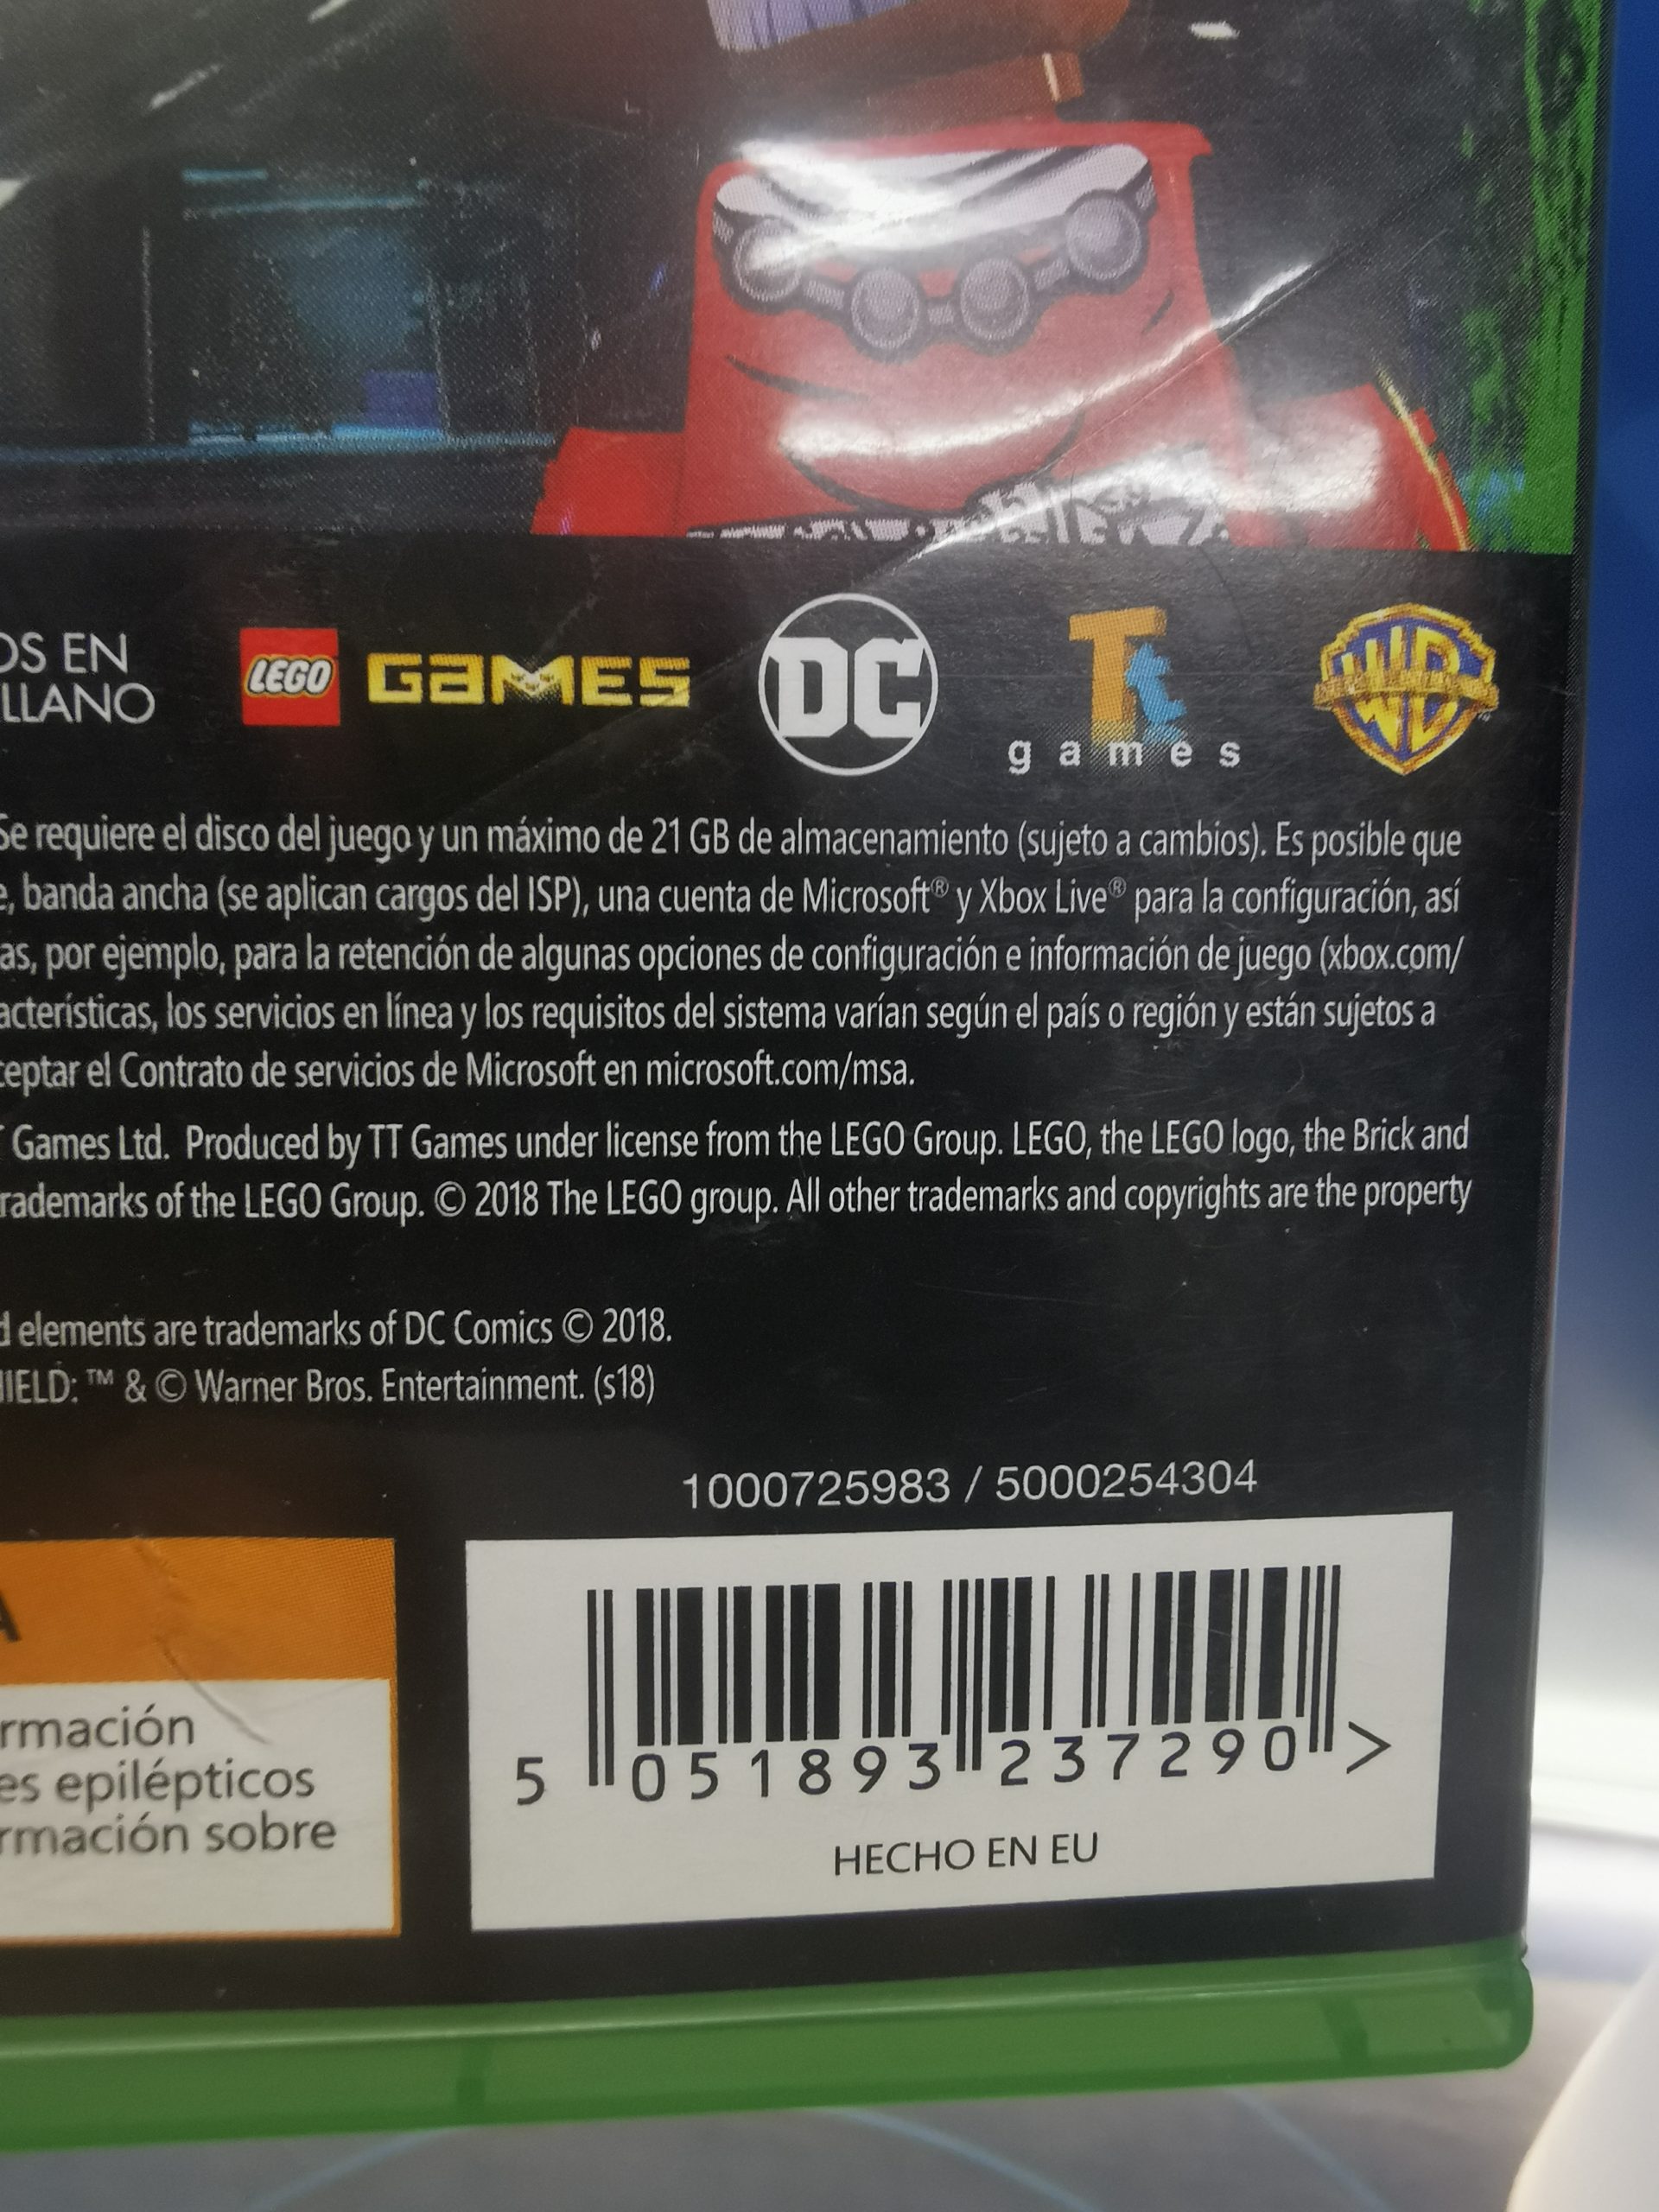 OS EN
LLANO
LEGO GAMES
DC
Tt
games
WB
Se requiere el disco del juego y un máximo de 21 GB de almacenamiento (sujeto a cambios). Es posible que
e, banda ancha (se aplican cargos del ISP), una cuenta de Microsoft® y Xbox Live® para la configuración, así
as, por ejemplo, para la retención de algunas opciones de configuración e información de juego (xbox.com/
acterísticas, los servicios en línea y los requisitos del sistema varían según el país o región y están sujetos a
ceptar el Contrato de servicios de Microsoft en microsoft.com/msa.
T Games Ltd. Produced by TT Games under license from the LEGO Group. LEGO, the LEGO logo, the Brick and
rademarks of the LEGO Group. © 2018 The LEGO group. All other trademarks and copyrights are the property
d elements are trademarks of DC Comics © 2018.
HIELD: ™ & © Warner Bros. Entertainment. (s18)
1000725983 / 5000254304
A
rmación
es epilépticos
rmación sobre
5 051893 237290 >
HECHO EN EU